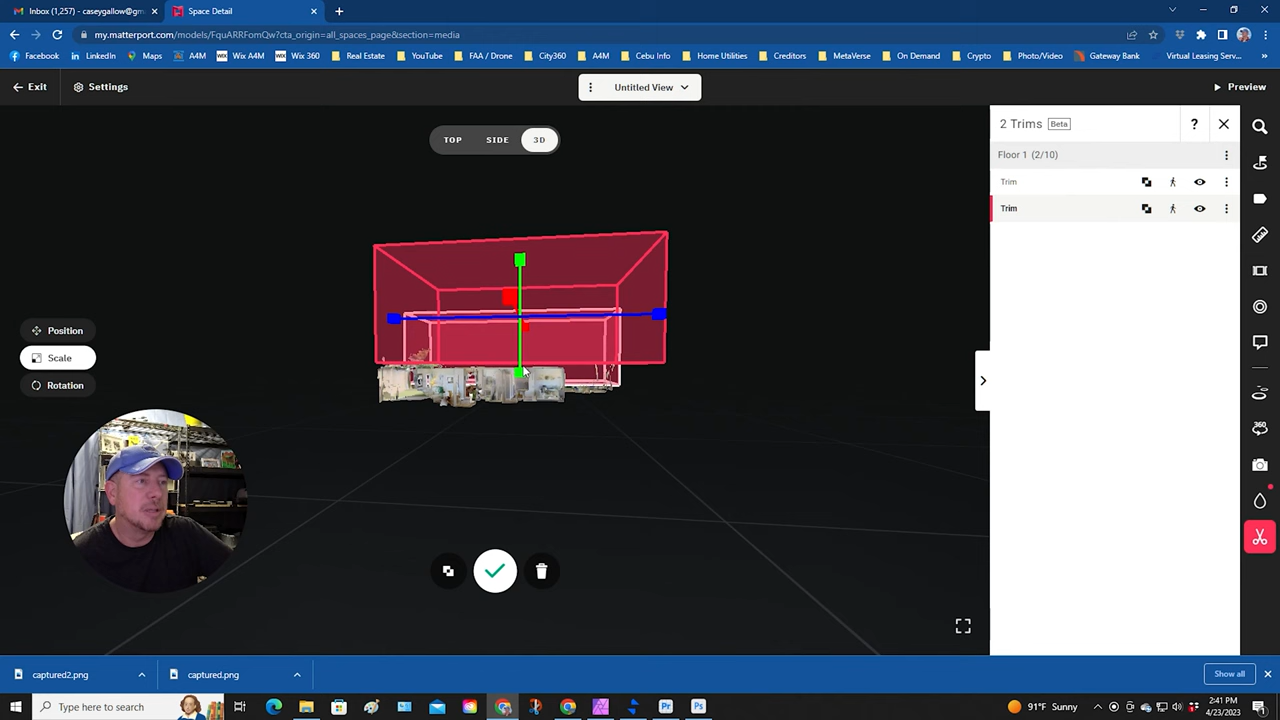 Inbox (1,257) - caseygallow@gm
Space Detail
my.matterport.com/models/FquARRFomQw?cta_origin=all_spaces_page&section=media
Facebook LinkedIn Maps A4M Wix A4M Wix 360 Real Estate YouTube FAA / Drone City360 A4M Cebu Info Home Utilities Creditors MetaVerse On Demand Crypto Photo/Video Gateway Bank Virtual Leasing Serv...
Exit Settings Untitled View Preview
TOP SIDE 3D
2 Trims Beta ?
Floor 1 (2/10)
Trim
Trim
Position
Scale
Rotation
360
captured2.png captured.png Show all
Type here to search
Pr Ps
91°F Sunny
2:41 PM
4/23/2023